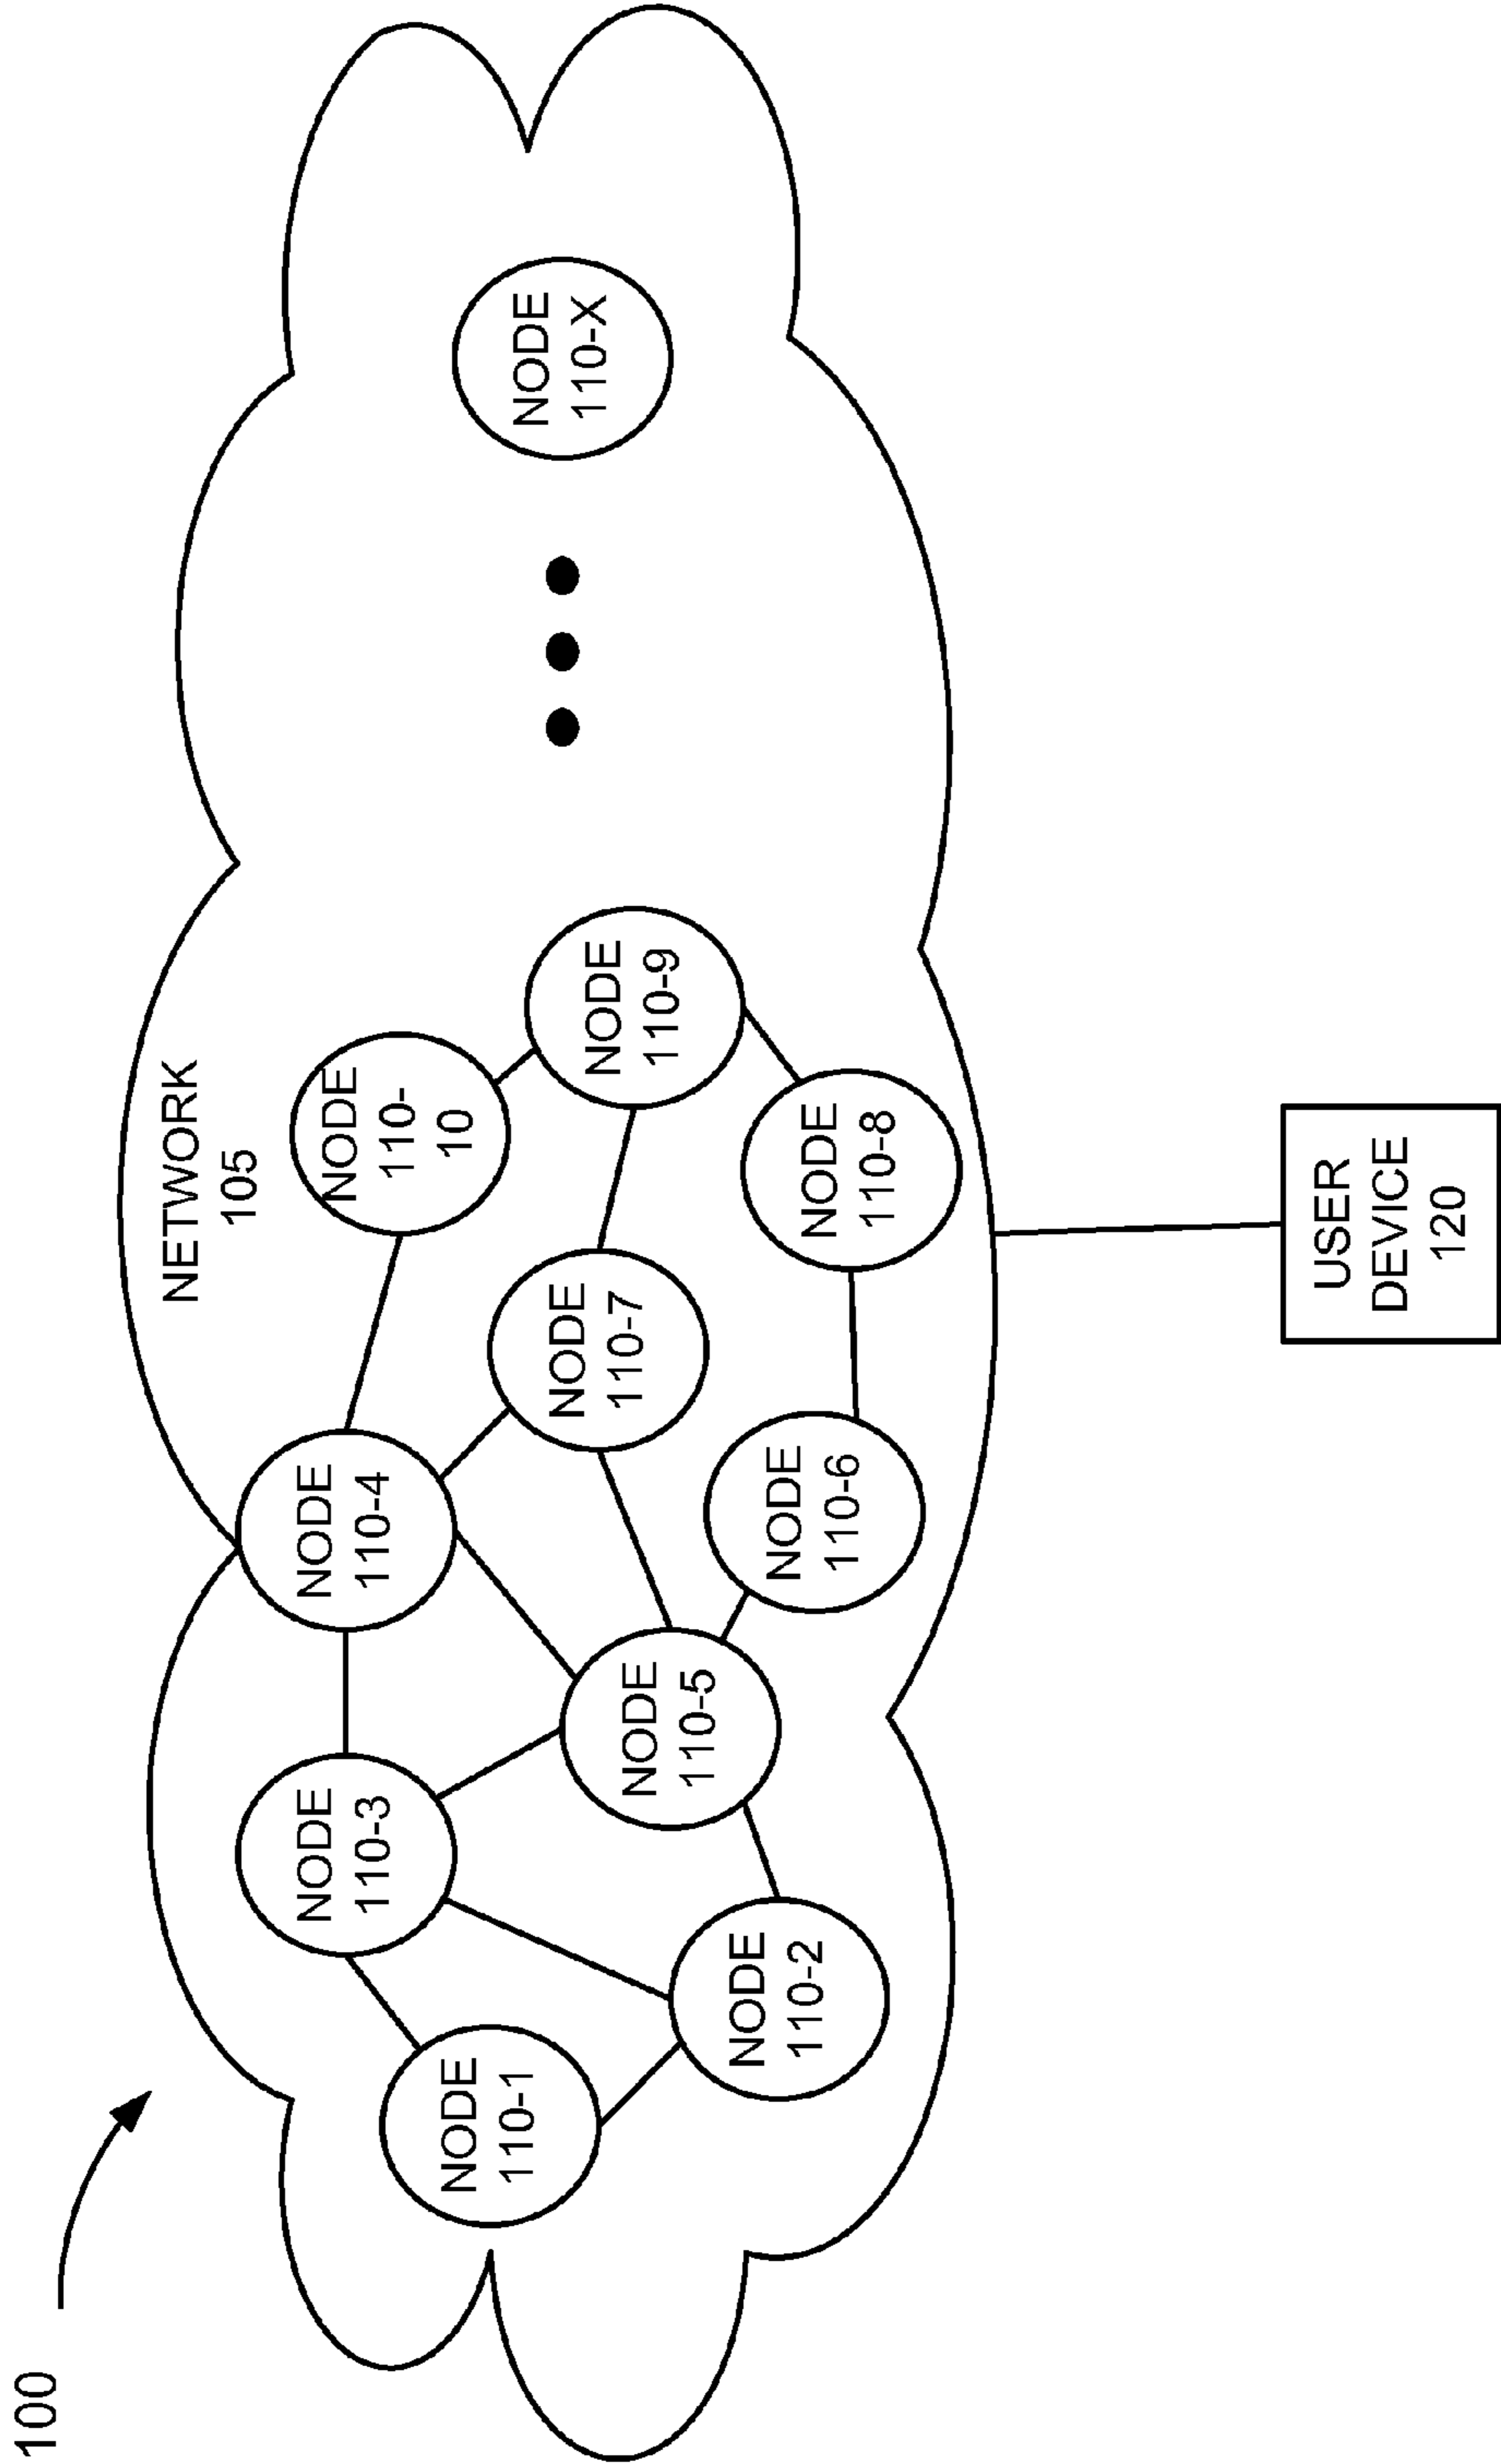 100
NETWORK
105
NODE
110-1
NODE
110-2
NODE
110-3
NODE
110-4
NODE
110-5
NODE
110-6
NODE
110-7
NODE
110-8
NODE
110-9
NODE
110-
10
NODE
110-X
USER
DEVICE
120